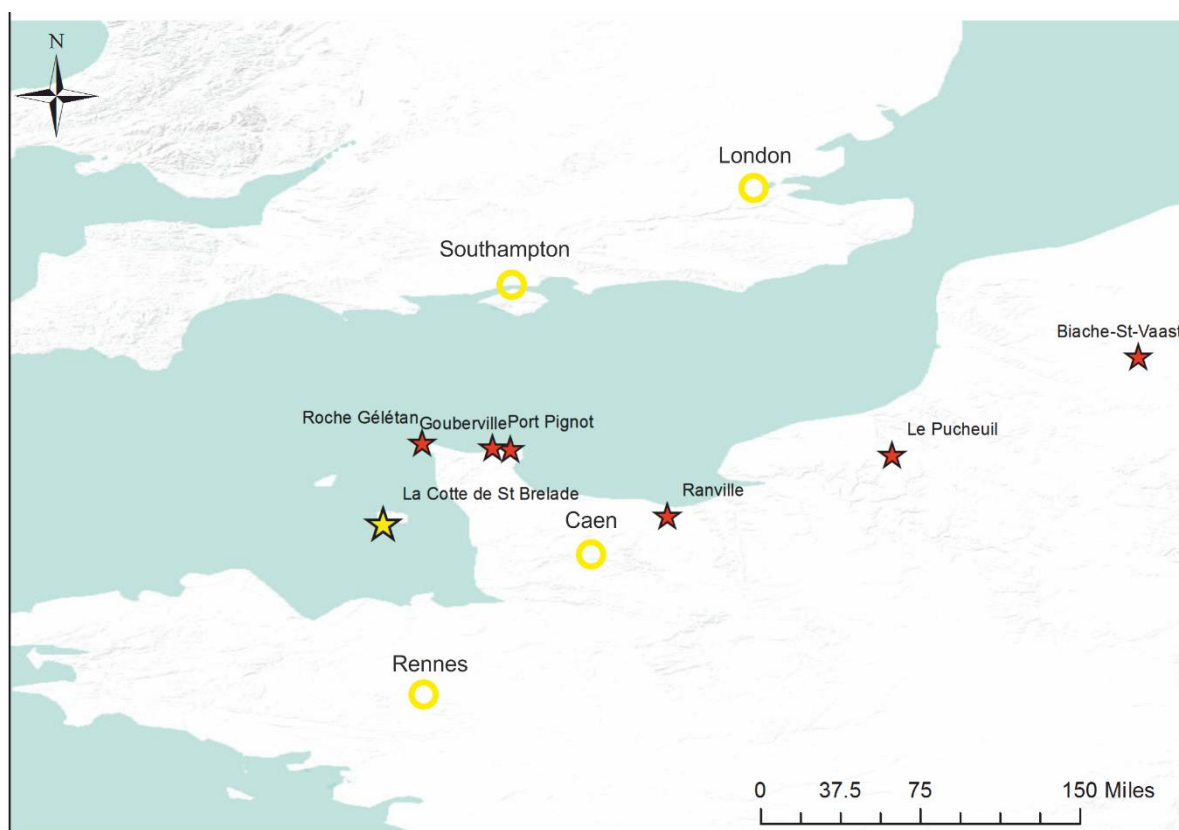 N
London
Southampton
Biache-St-Vaast
Roche Gélétan
Gouberville
Port Pignot
Le Pucheuil
La Cotte de St Brelade
Ranville
Caen
Rennes
0 37.5 75 150 Miles